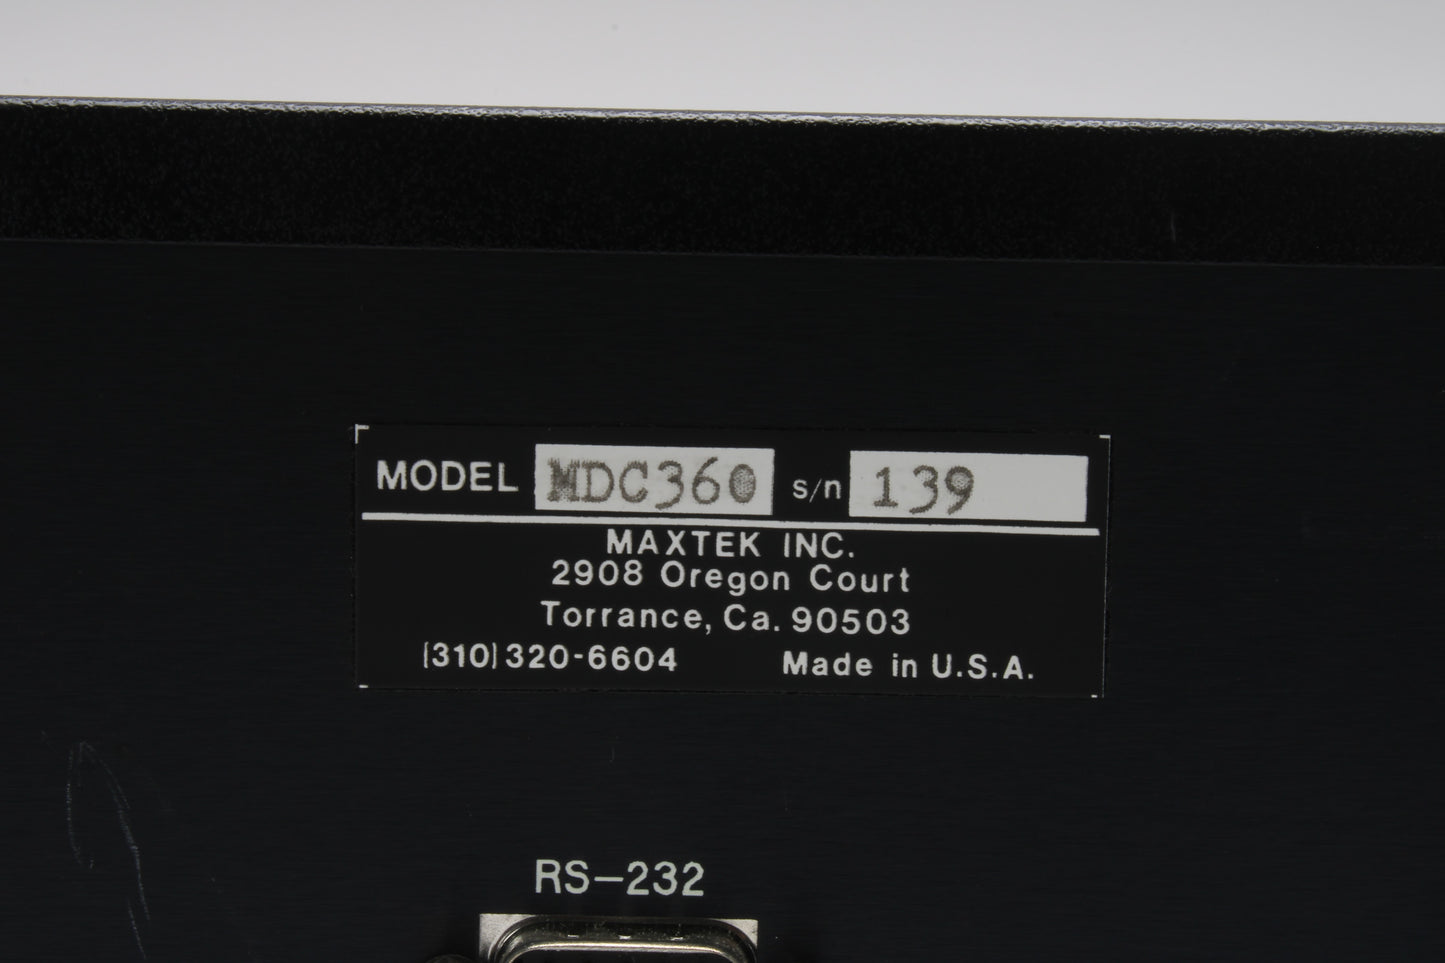 MODEL MDC360 s/n 139
MAXTEK INC.
2908 Oregon Court
Torrance, Ca. 90503
(310) 320-6604 Made in U.S.A.
RS-232